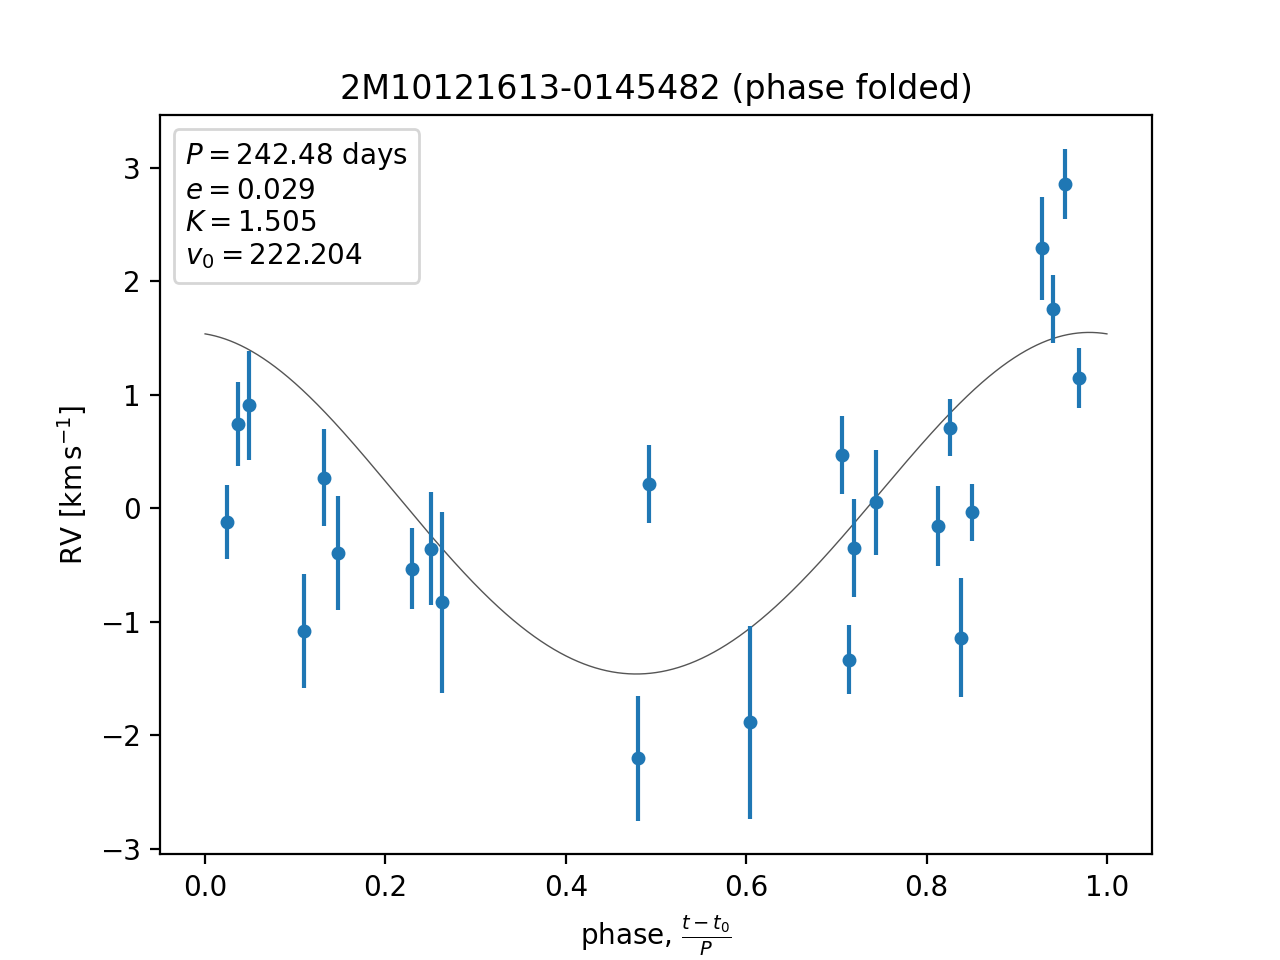 2M10121613-0145482 (phase folded)
P = 242.48 days
e = 0.029
K = 1.505
v₀ = 222.204
3
2
1
0
−1
−2
−3
RV [km s⁻¹]
0.0 0.2 0.4 0.6 0.8 1.0
phase, (t − t₀)/P